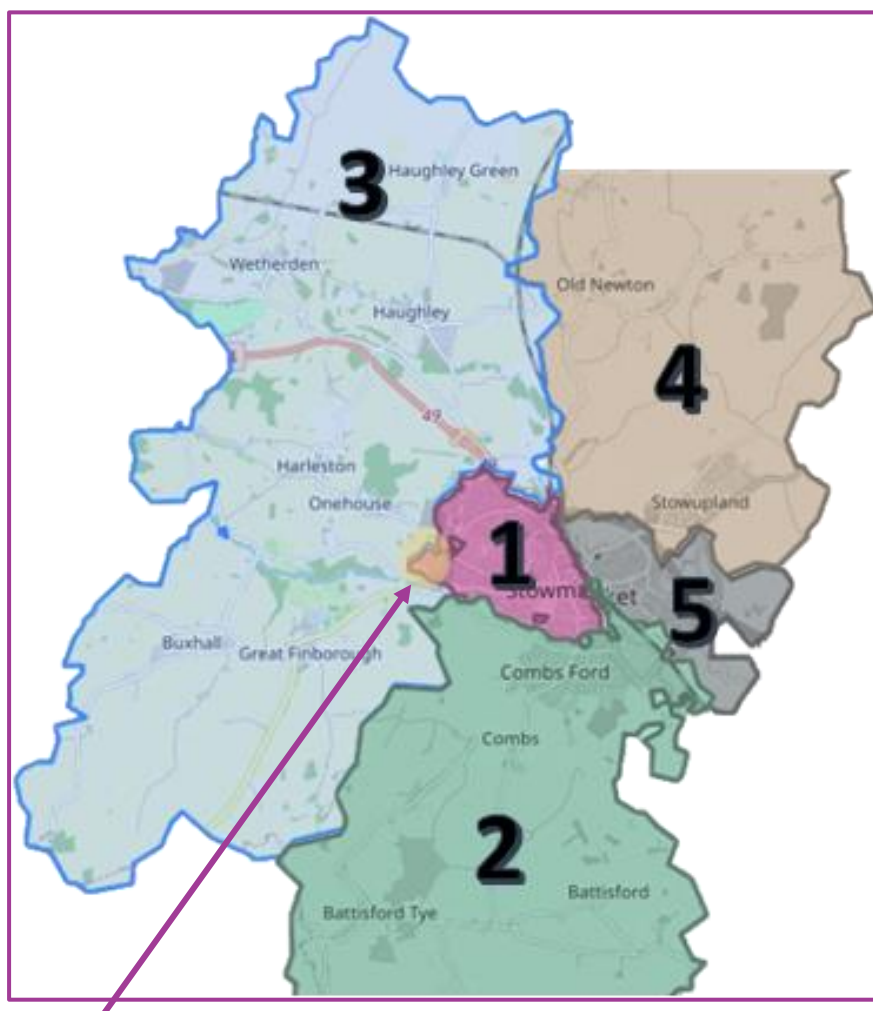 3
Haughley Green
Wetherden
Old Newton
Haughley
4
49
Harleston
Onehouse
Stowupland
1
Stowmarket
5
Buxhall
Great Finborough
Combs Ford
Combs
2
Battisford
Battisford Tye